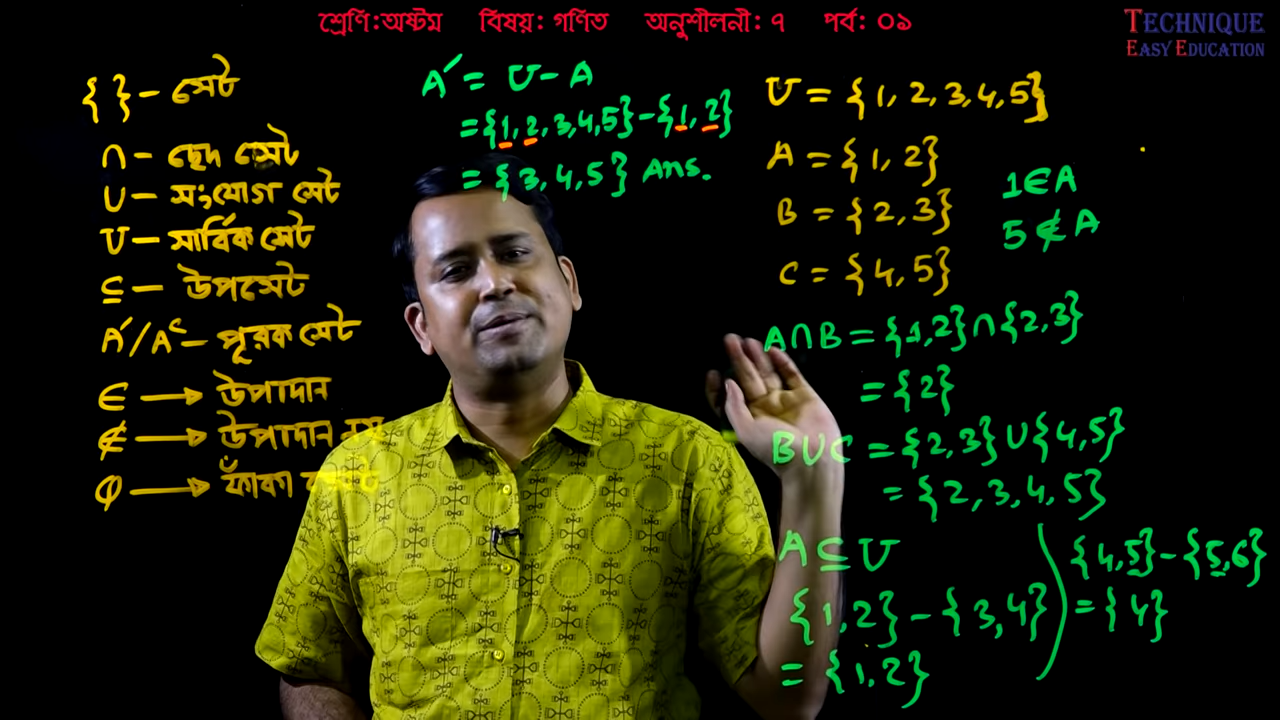 শ্রেণি:অষ্টম বিষয়: গণিত অনুশীলনী: ৭ পর্ব: ০১
TECHNIQUE
EASY EDUCATION
{ } – সেট
∩ – ছেদ সেট
∪ – সংযোগ সেট
U – সার্বিক সেট
⊆ – উপসেট
A′/Aᶜ – পূরক সেট
∈ → উপাদান
∉ → উপাদান নয়
φ → ফাঁকা সেট
A′ = U – A
= {1, 2, 3, 4, 5} – {1, 2}
= {3, 4, 5} Ans.
U = {1, 2, 3, 4, 5}
A = {1, 2}
B = {2, 3}
C = {4, 5}
1 ∈ A
5 ∉ A
A∩B = {1, 2} ∩ {2, 3}
= {2}
B∪C = {2, 3} ∪ {4, 5}
= {2, 3, 4, 5}
A ⊆ U
{1, 2} – {3, 4}
= {1, 2}
{4, 5} – {5, 6}
= {4}